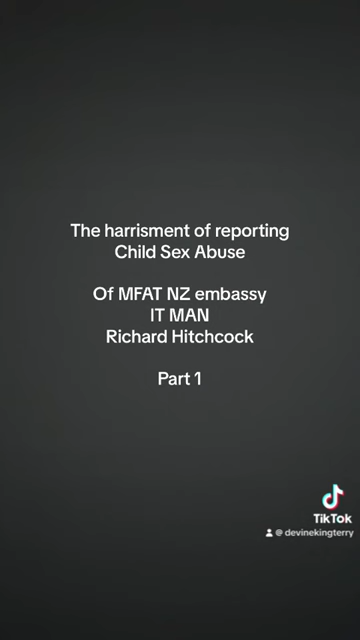 The harrisment of reporting
Child Sex Abuse
Of MFAT NZ embassy
IT MAN
Richard Hitchcock
Part 1
TikTok
@ devinekingterry